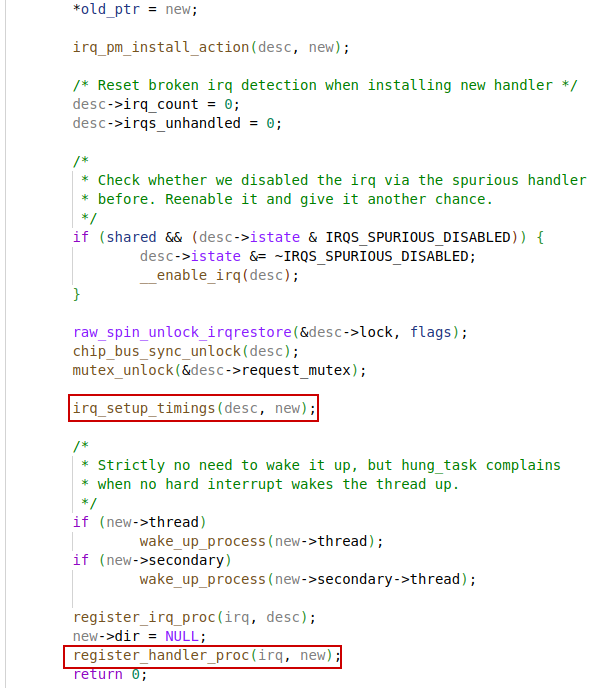 *old_ptr = new;
irq_pm_install_action(desc, new);
/* Reset broken irq detection when installing new handler */
desc->irq_count = 0;
desc->irqs_unhandled = 0;
/*
* Check whether we disabled the irq via the spurious handler
* before. Reenable it and give it another chance.
*/
if (shared && (desc->istate & IRQS_SPURIOUS_DISABLED)) {
desc->istate &= ~IRQS_SPURIOUS_DISABLED;
__enable_irq(desc);
}
raw_spin_unlock_irqrestore(&desc->lock, flags);
chip_bus_sync_unlock(desc);
mutex_unlock(&desc->request_mutex);
irq_setup_timings(desc, new);
/*
* Strictly no need to wake it up, but hung_task complains
* when no hard interrupt wakes the thread up.
*/
if (new->thread)
wake_up_process(new->thread);
if (new->secondary)
wake_up_process(new->secondary->thread);
register_irq_proc(irq, desc);
new->dir = NULL;
register_handler_proc(irq, new);
return 0;